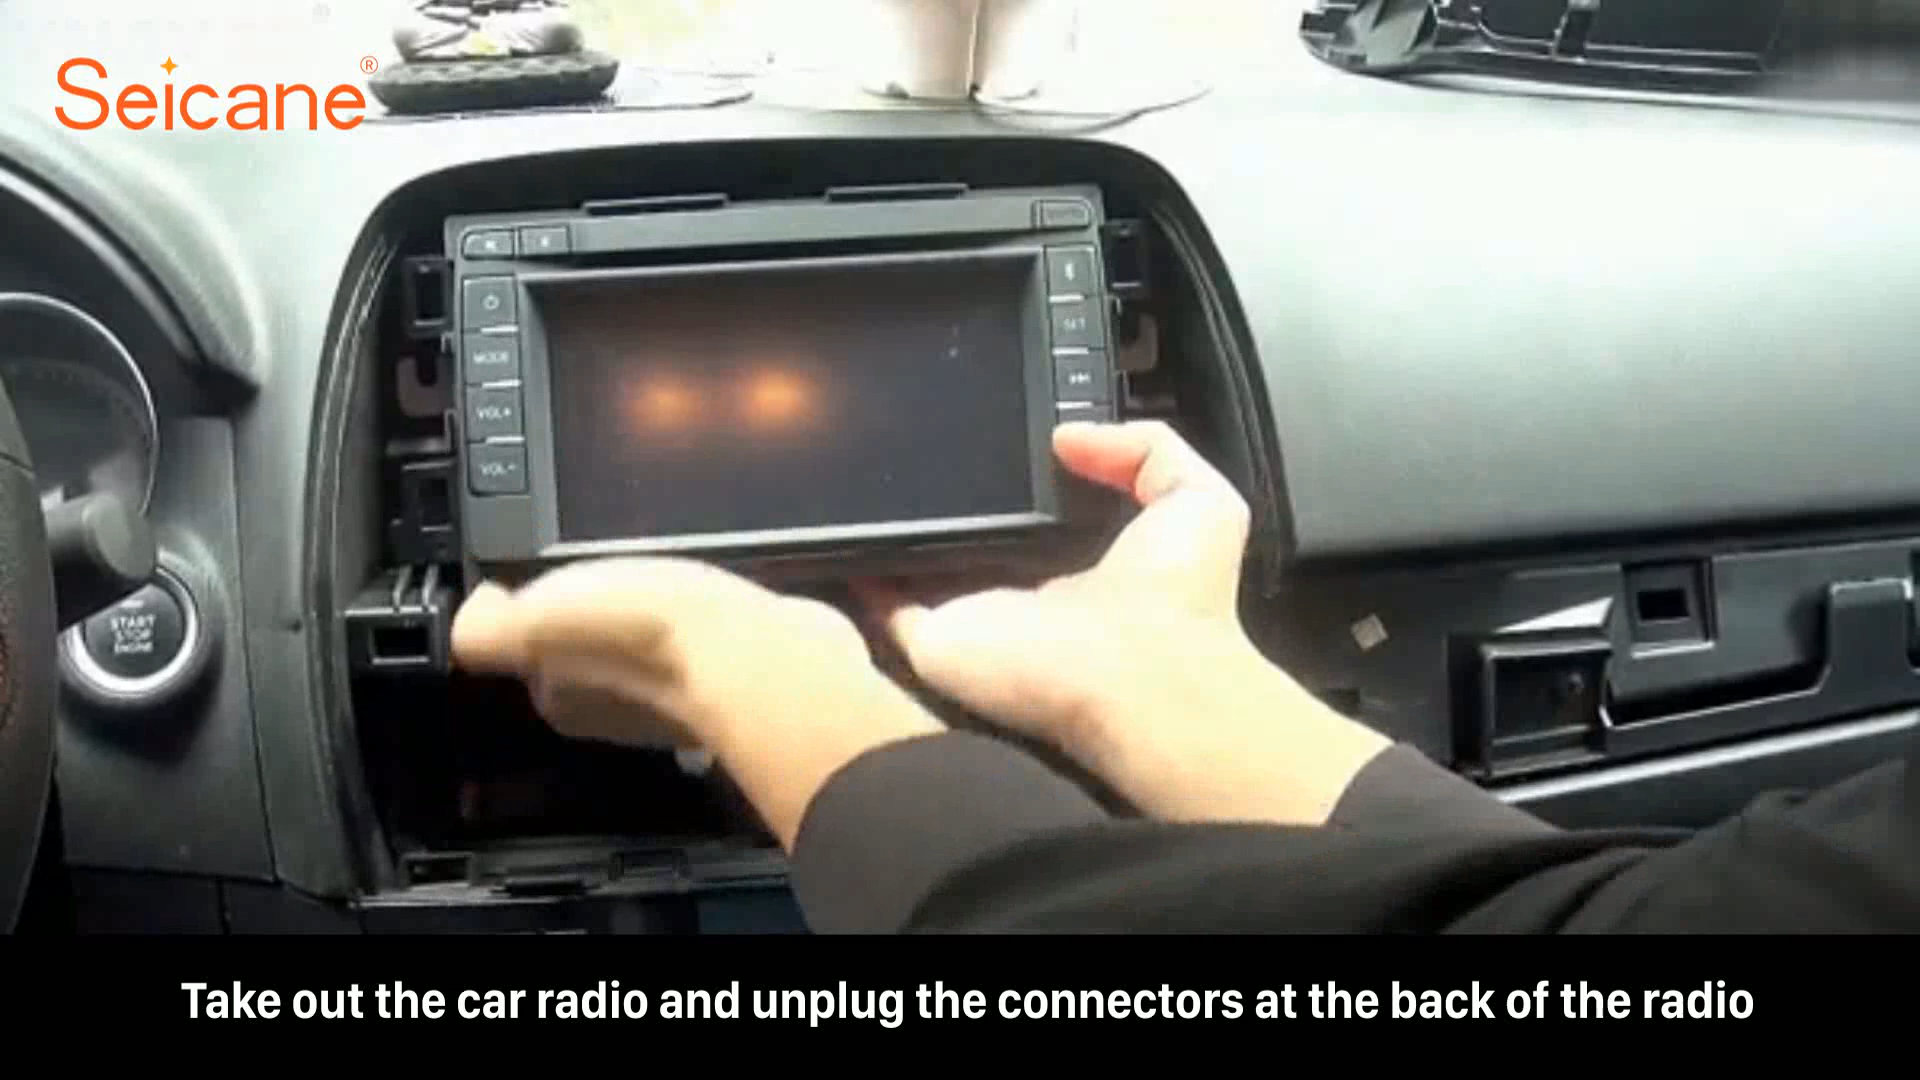 Seicane®
MODE
SET
VOL+
VOL-
START
STOP
ENGINE
Take out the car radio and unplug the connectors at the back of the radio